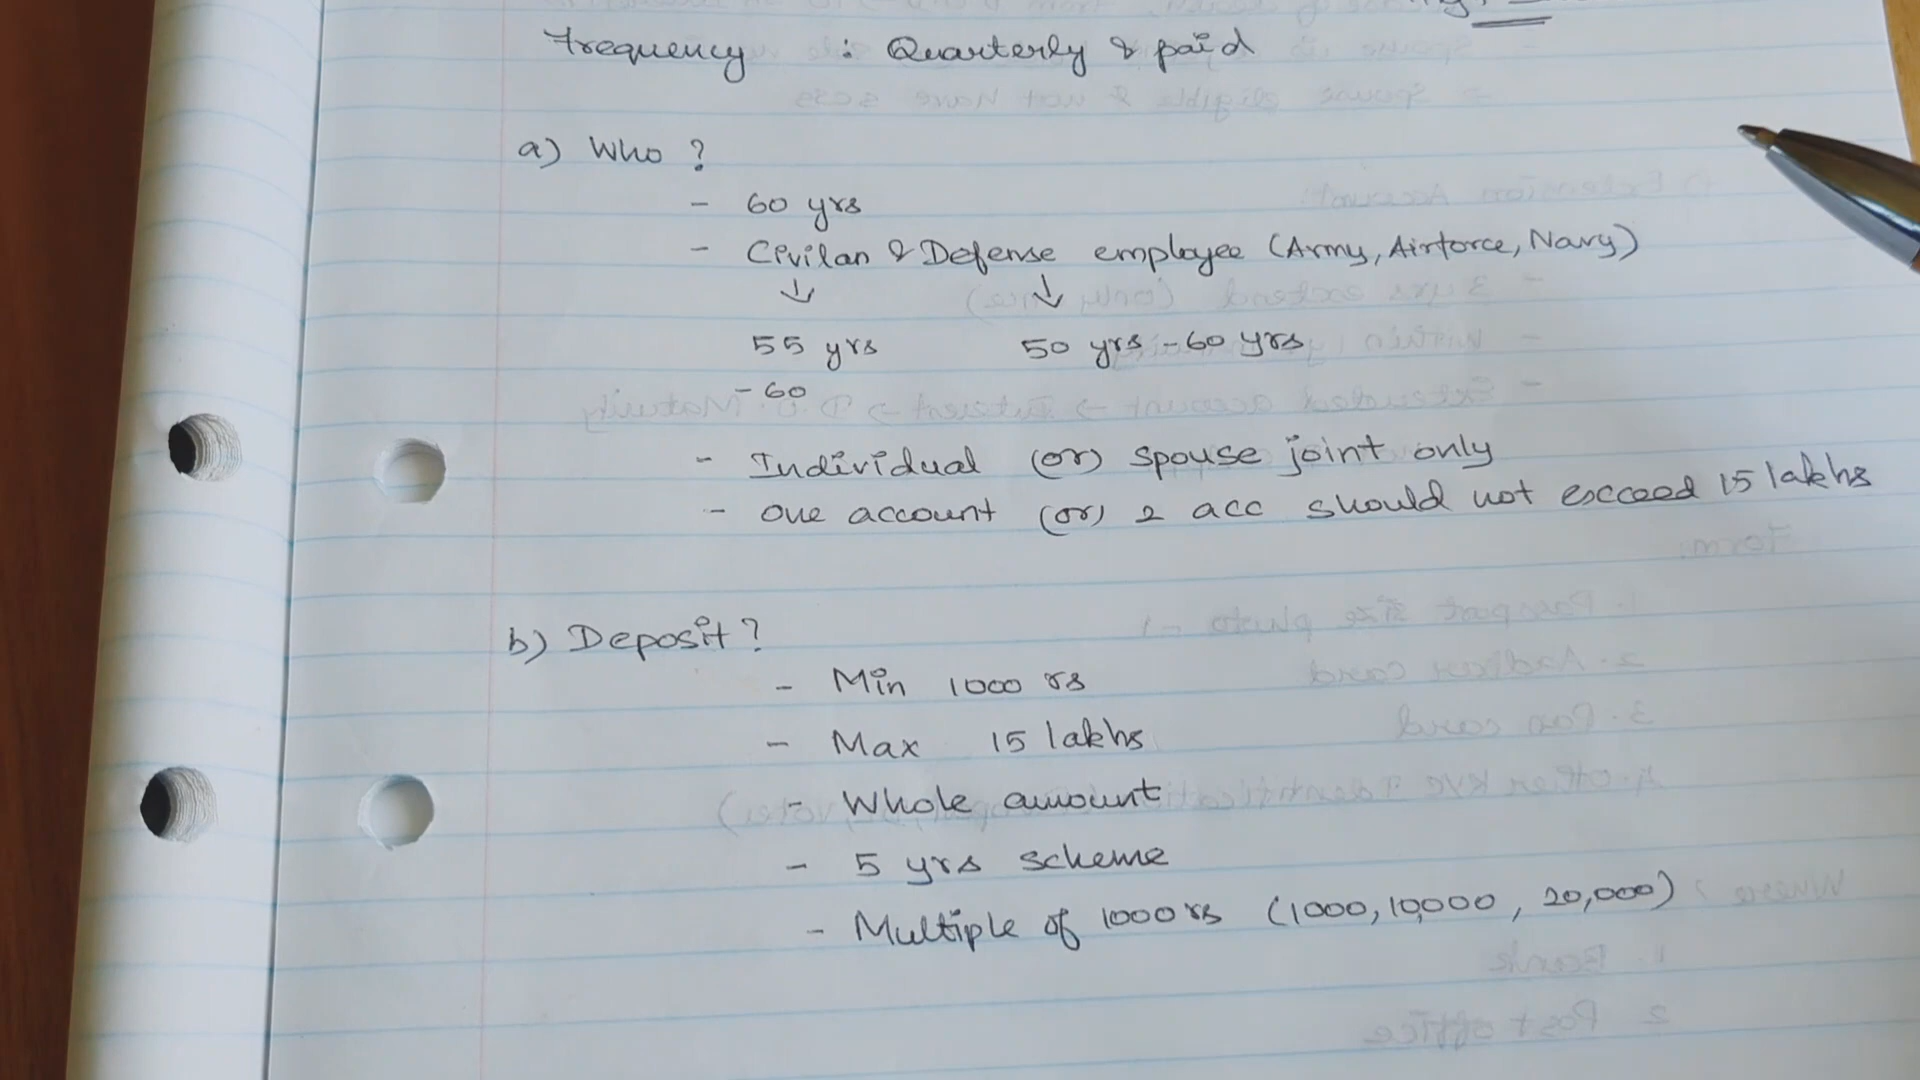 Frequency : Quarterly & paid
a) Who ?
- 60 yrs
- Civilan & Defense employee (Army, Airforce, Navy)
↓ ↓
55 yrs 50 yrs - 60 yrs
- 60
- Individual (or) spouse joint only
- one account (or) 2 acc should not exceed 15 lakhs
b) Deposit ?
- Min 1000 rs
- Max 15 lakhs
- Whole amount
- 5 yrs scheme
- Multiple of 1000 rs (1000, 10,000, 20,000)